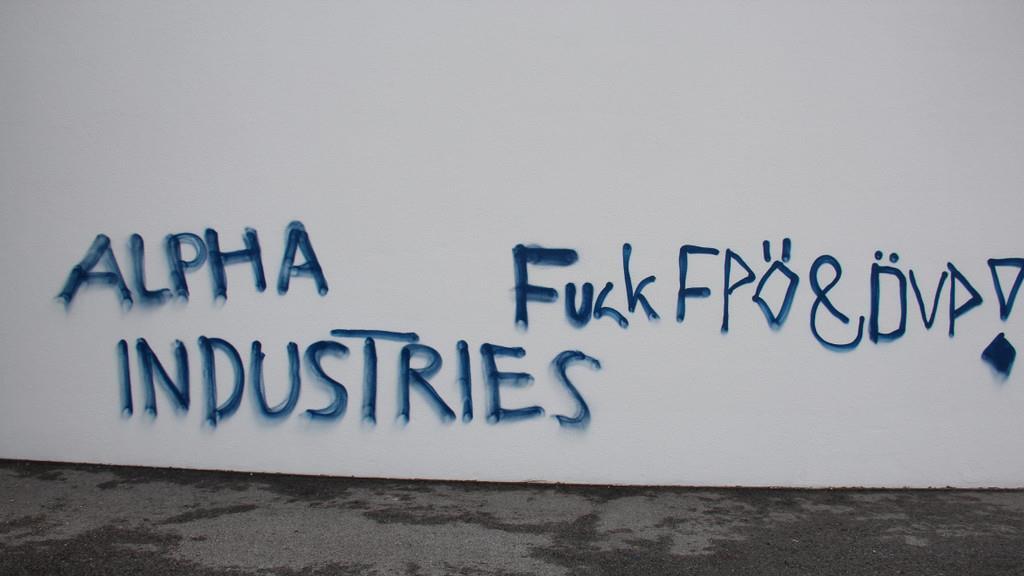 ALPHA
INDUSTRIES
Fuck FPÖ & ÖVP!